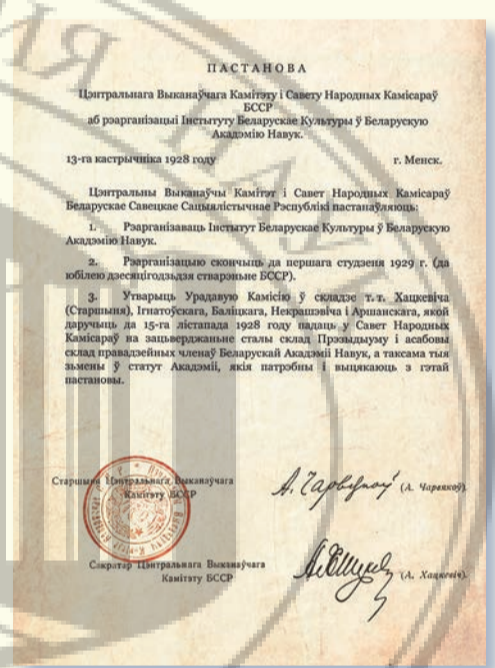 ПАСТАНОВА
Цэнтральнага Выканаўчага Камітэту і Савету Народных Камісараў
БССР
аб рэарганізацыі Інстытуту Беларускае Культуры ў Беларускую
Акадэмію Навук.
13-га кастрычніка 1928 году г. Менск.
Цэнтральны Выканаўчы Камітэт і Савет Народных Камісараў
Беларускае Савецкае Сацыялістычнае Рэспублікі пастанаўляюць:
1. Рэарганізаваць Інстытут Беларускае Культуры ў Беларускую
Акадэмію Навук.
2. Рэарганізацыю скончыць да першага студзеня 1929 г. (да
юбілею дзесяцігодзьдзя стварэньне БССР).
3. Утварыць Урадавую Камісію ў складзе т.т. Хацкевіча
(Старшыня), Ігнатоўскага, Баліцкага, Некрашэвіча і Аршанскага, якой
даручыць да 15-га лістапада 1928 году падаць у Савет Народных
Камісараў на зацьверджаньне сталы склад Прэзыдыуму і асабовы
склад правадзейных членаў Беларускай Акадэміі Навук, а таксама тыя
зьмены ў статут Акадэміі, якія патрэбны і выцякаюць з гэтай
пастановы.
Старшыня Цэнтральнага Выканаўчага
Камітэту БССР
А. Чарвякоў (А. Чарвякоў).
Сакратар Цэнтральнага Выканаўчага
Камітэту БССР
(А. Хацкевіч).